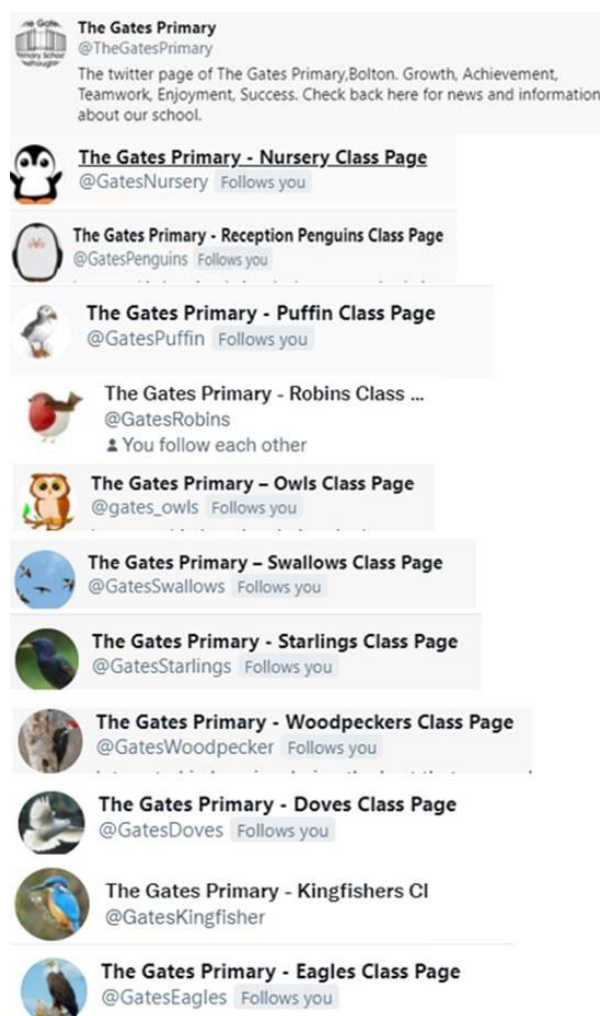 The Gates Primary
@TheGatesPrimary
The twitter page of The Gates Primary,Bolton. Growth, Achievement,
Teamwork, Enjoyment, Success. Check back here for news and information
about our school.
The Gates Primary - Nursery Class Page
@GatesNursery Follows you
The Gates Primary - Reception Penguins Class Page
@GatesPenguins Follows you
The Gates Primary - Puffin Class Page
@GatesPuffin Follows you
The Gates Primary - Robins Class ...
@GatesRobins
You follow each other
The Gates Primary – Owls Class Page
@gates_owls Follows you
The Gates Primary – Swallows Class Page
@GatesSwallows Follows you
The Gates Primary - Starlings Class Page
@GatesStarlings Follows you
The Gates Primary - Woodpeckers Class Page
@GatesWoodpecker Follows you
The Gates Primary - Doves Class Page
@GatesDoves Follows you
The Gates Primary - Kingfishers Cl
@GatesKingfisher
The Gates Primary - Eagles Class Page
@GatesEagles Follows you